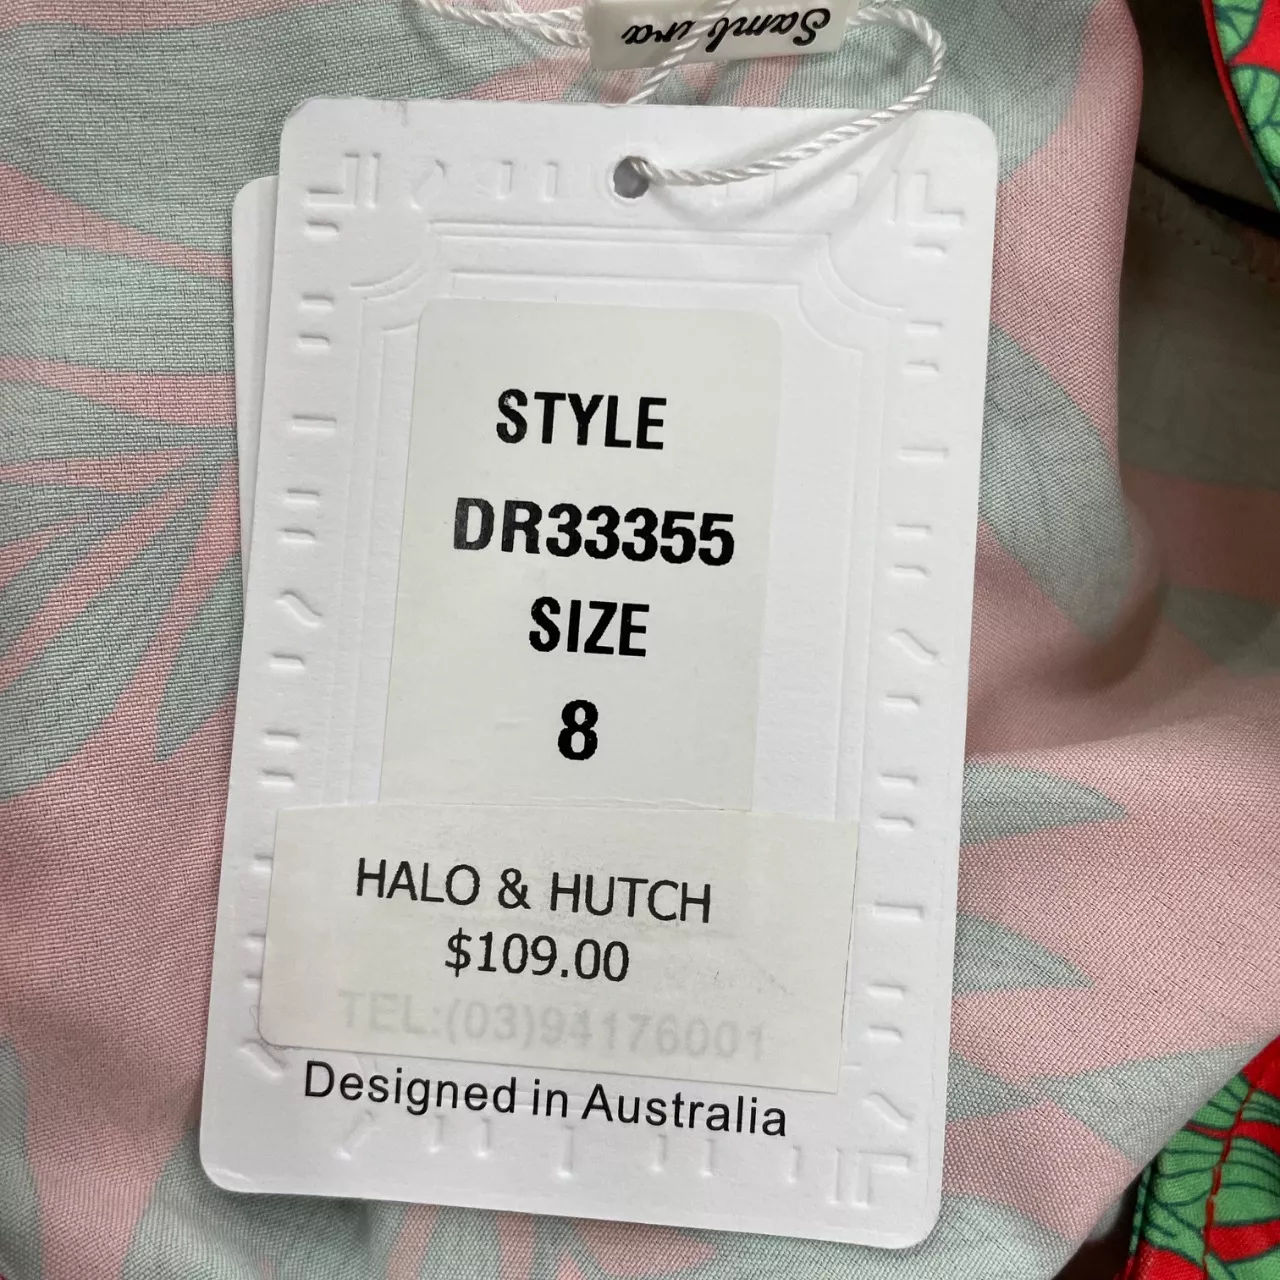 STYLE
DR33355
SIZE
8
HALO & HUTCH
$109.00
TEL:(03)94176001
Designed in Australia